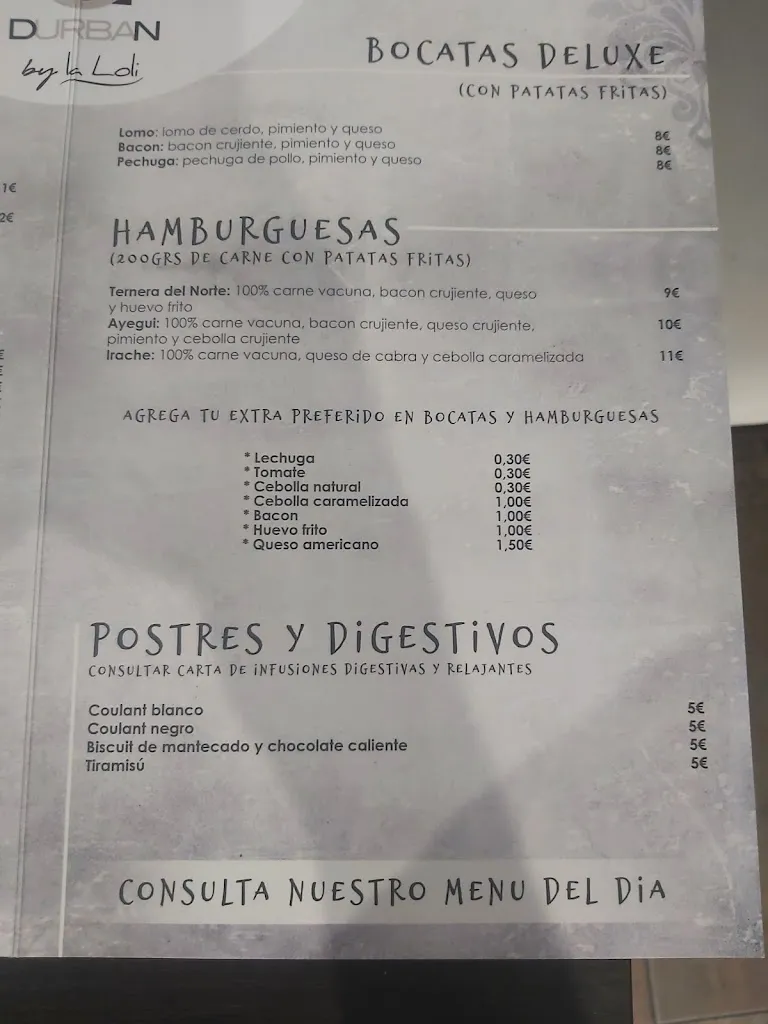 DURBAN
by la Loli
BOCATAS DELUXE
(CON PATATAS FRITAS)
Lomo: lomo de cerdo, pimiento y queso 8€
Bacon: bacon crujiente, pimiento y queso 8€
Pechuga: pechuga de pollo, pimiento y queso 8€
1€
2€
HAMBURGUESAS
(200GRS DE CARNE CON PATATAS FRITAS)
Ternera del Norte: 100% carne vacuna, bacon crujiente, queso 9€
y huevo frito
Ayegui: 100% carne vacuna, bacon crujiente, queso crujiente, 10€
pimiento y cebolla crujiente
Irache: 100% carne vacuna, queso de cabra y cebolla caramelizada 11€
AGREGA TU EXTRA PREFERIDO EN BOCATAS Y HAMBURGUESAS
* Lechuga 0,30€
* Tomate 0,30€
* Cebolla natural 0,30€
* Cebolla caramelizada 1,00€
* Bacon 1,00€
* Huevo frito 1,00€
* Queso americano 1,50€
POSTRES Y DIGESTIVOS
CONSULTAR CARTA DE INFUSIONES DIGESTIVAS Y RELAJANTES
Coulant blanco 5€
Coulant negro 5€
Biscuit de mantecado y chocolate caliente 5€
Tiramisú 5€
CONSULTA NUESTRO MENU DEL DIA